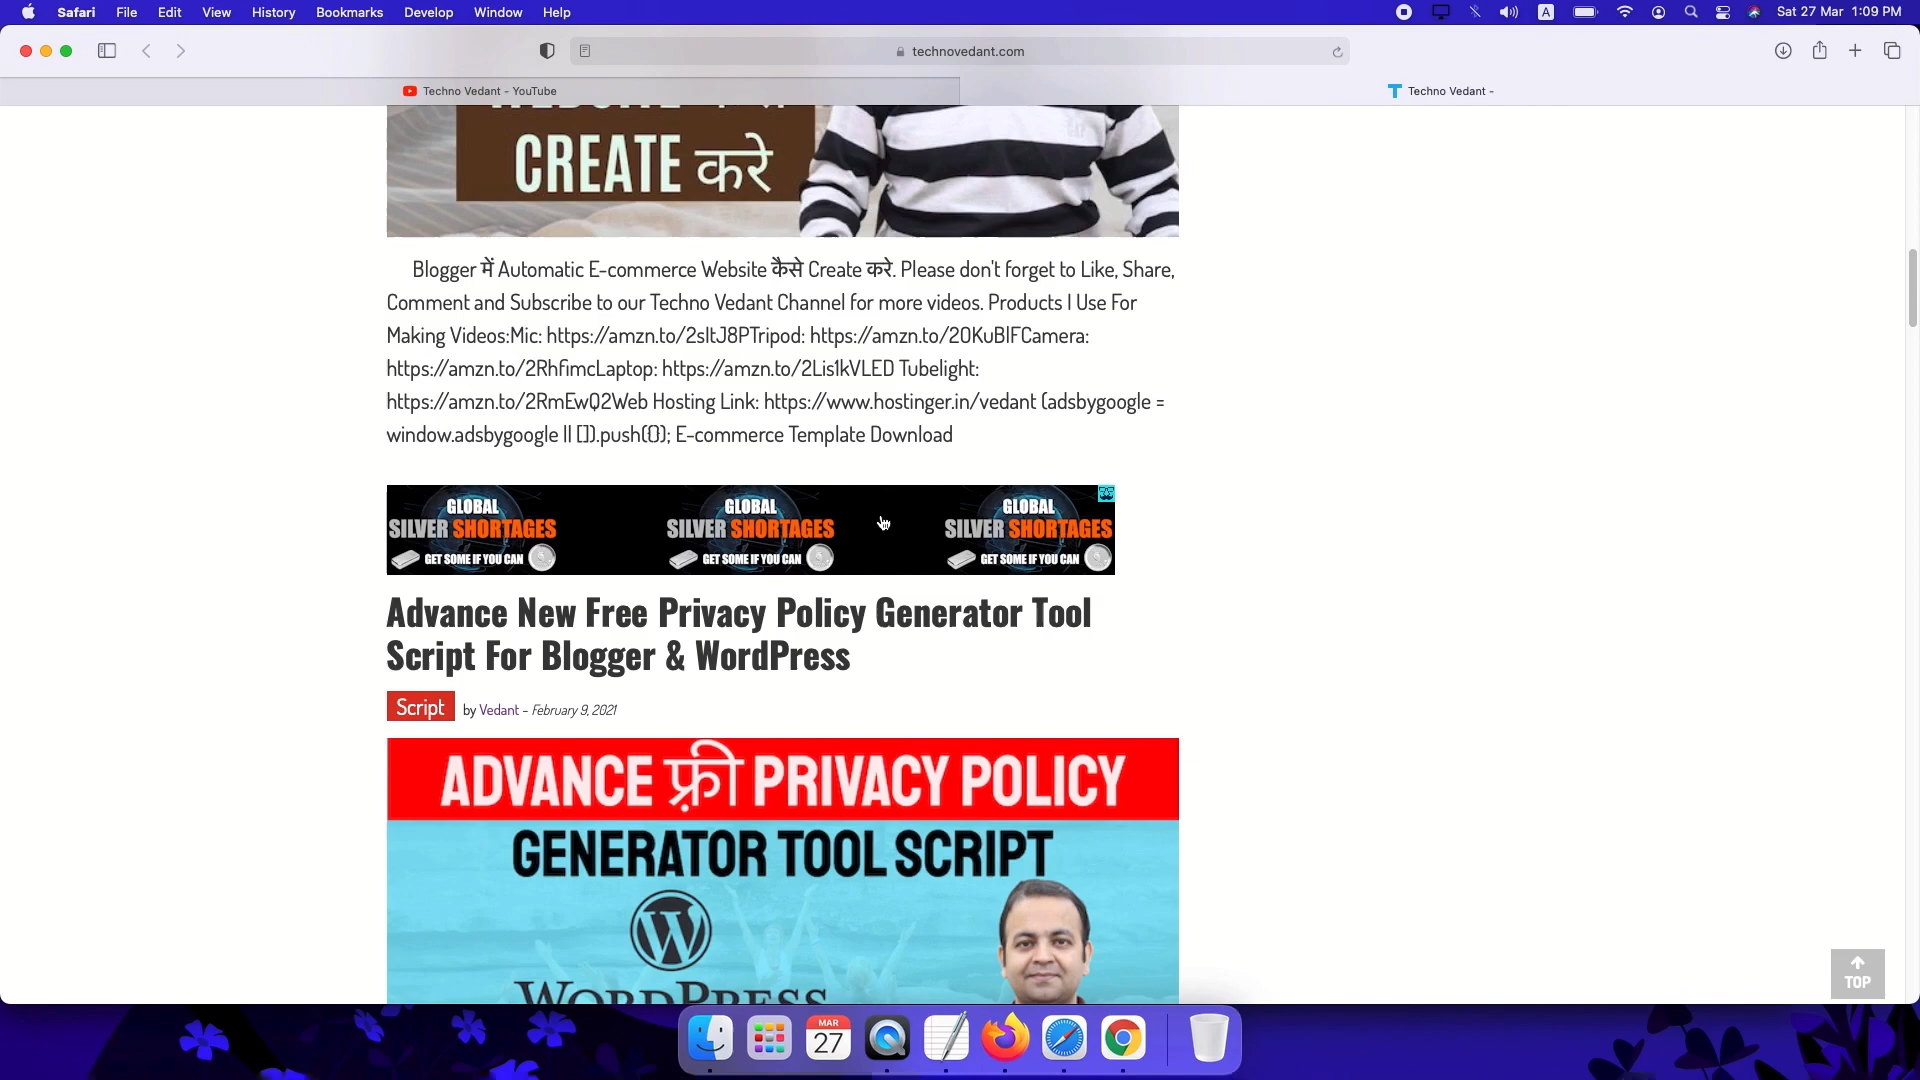 Safari File Edit View History Bookmarks Develop Window Help A Sat 27 Mar 1:09 PM
technovedant.com
Techno Vedant - YouTube
Techno Vedant -
CREATE करे
Blogger में Automatic E-commerce Website कैसे Create करे. Please don't forget to Like, Share,
Comment and Subscribe to our Techno Vedant Channel for more videos. Products I Use For
Making Videos:Mic: https://amzn.to/2sItJ8PTripod: https://amzn.to/2OKuBlFCamera:
https://amzn.to/2RhfimcLaptop: https://amzn.to/2Lis1kVLED Tubelight:
https://amzn.to/2RmEwQ2Web Hosting Link: https://www.hostinger.in/vedant (adsbygoogle =
window.adsbygoogle || []).push({}); E-commerce Template Download
GLOBAL GLOBAL GLOBAL
SILVER SHORTAGES SILVER SHORTAGES SILVER SHORTAGES
GET SOME IF YOU CAN GET SOME IF YOU CAN GET SOME IF YOU CAN
Advance New Free Privacy Policy Generator Tool
Script For Blogger & WordPress
Script by Vedant - February 9, 2021
ADVANCE फ्री PRIVACY POLICY
GENERATOR TOOL SCRIPT
WORDPRESS
TOP
MAR
27